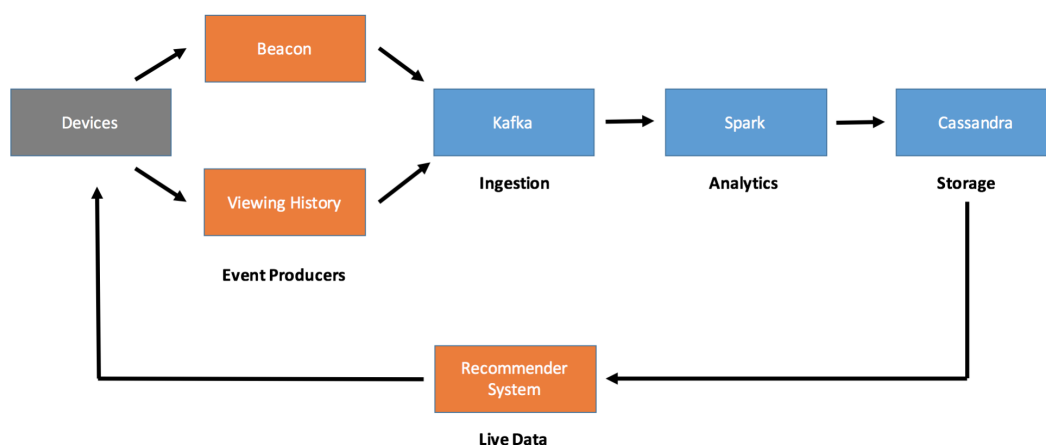 Beacon
Devices
Kafka
Spark
Cassandra
Ingestion
Analytics
Storage
Viewing History
Event Producers
Recommender
System
Live Data